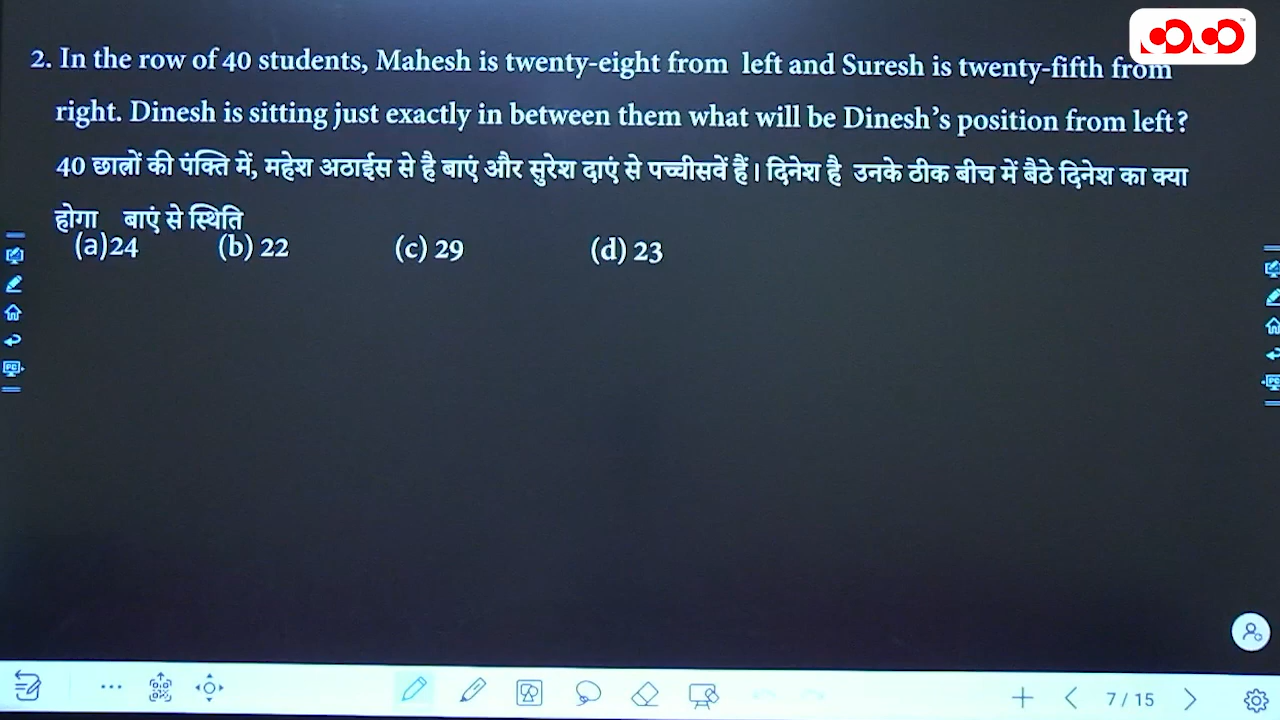 2. In the row of 40 students, Mahesh is twenty-eight from left and Suresh is twenty-fifth from
right. Dinesh is sitting just exactly in between them what will be Dinesh's position from left?
40 छात्रों की पंक्ति में, महेश अठाईस से है बाएं और सुरेश दाएं से पच्चीसवें हैं। दिनेश है उनके ठीक बीच में बैठे दिनेश का क्या
होगा बाएं से स्थिति
(a)24 (b) 22 (c) 29 (d) 23
PC
PC
7 / 15